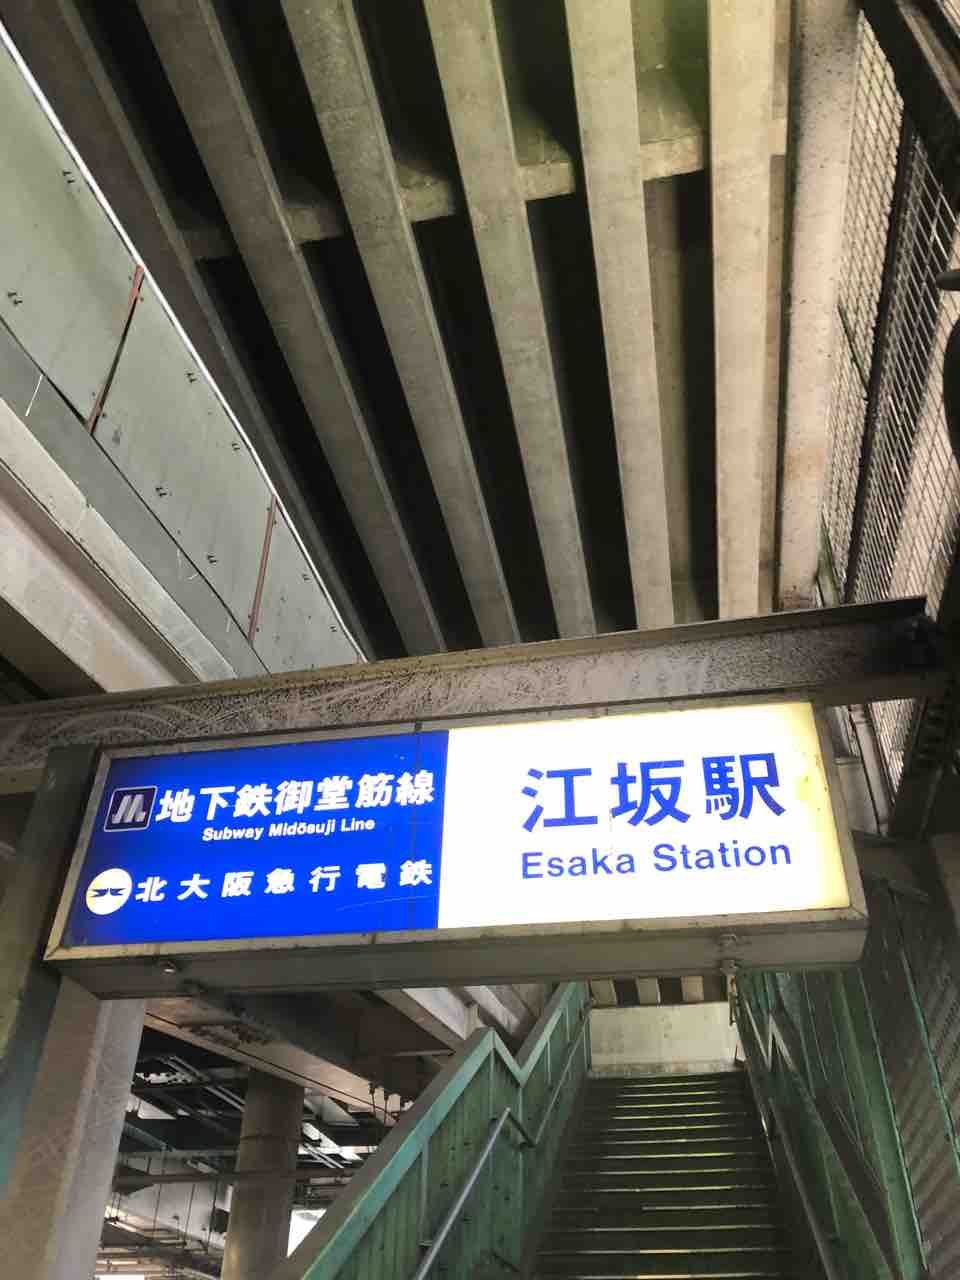 地下鉄御堂筋線
Subway Midōsuji Line
北大阪急行電鉄
江坂駅
Esaka Station